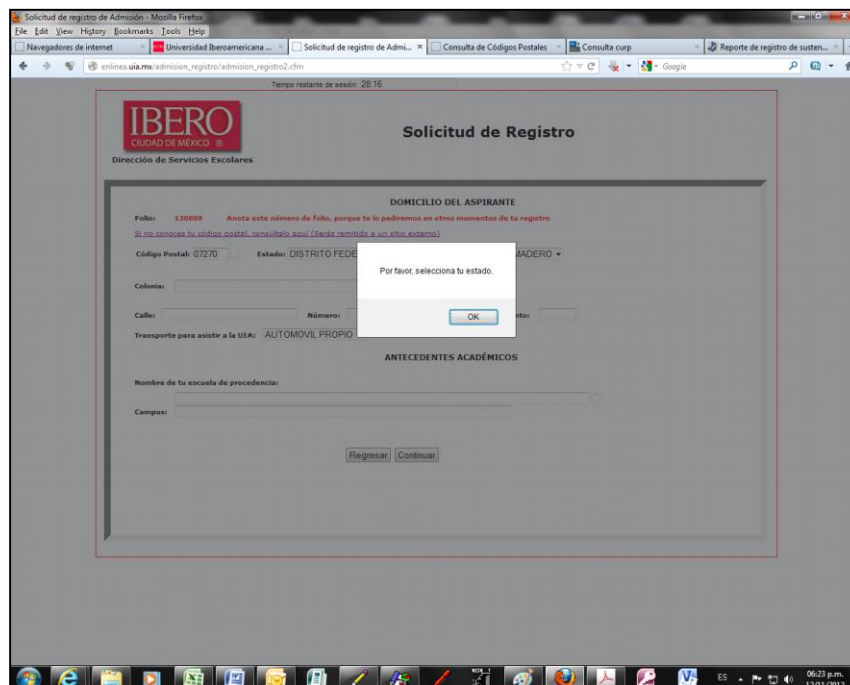 Solicitud de registro de Admisión - Mozilla Firefox
File Edit View History Bookmarks Tools Help
Navegadores de internet Universidad Iberoamericana ... Solicitud de registro de Admi... Consulta de Códigos Postales Consulta curp Reporte de registro de susten...
enlinea.uia.mx/admision_registro/admision_registro2.cfm Google
Tiempo restante de sesión: 28:16
IBERO
CIUDAD DE MÉXICO ®
Dirección de Servicios Escolares
Solicitud de Registro
DOMICILIO DEL ASPIRANTE
Folio: 130609 Anota este número de folio, porque te lo pediremos en otros momentos de tu registro
Si no conoces tu código postal, consúltalo aquí (Serás remitido a un sitio externo)
Código Postal: 07270 Estado: DISTRITO FEDE MADERO
Por favor, selecciona tu estado.
Colonia:
OK
Calle: Número:
Transporte para asistir a la UIA: AUTOMOVIL PROPIO
ANTECEDENTES ACADÉMICOS
Nombre de tu escuela de procedencia:
Campus:
Regresar Continuar
ES 06:23 p.m.